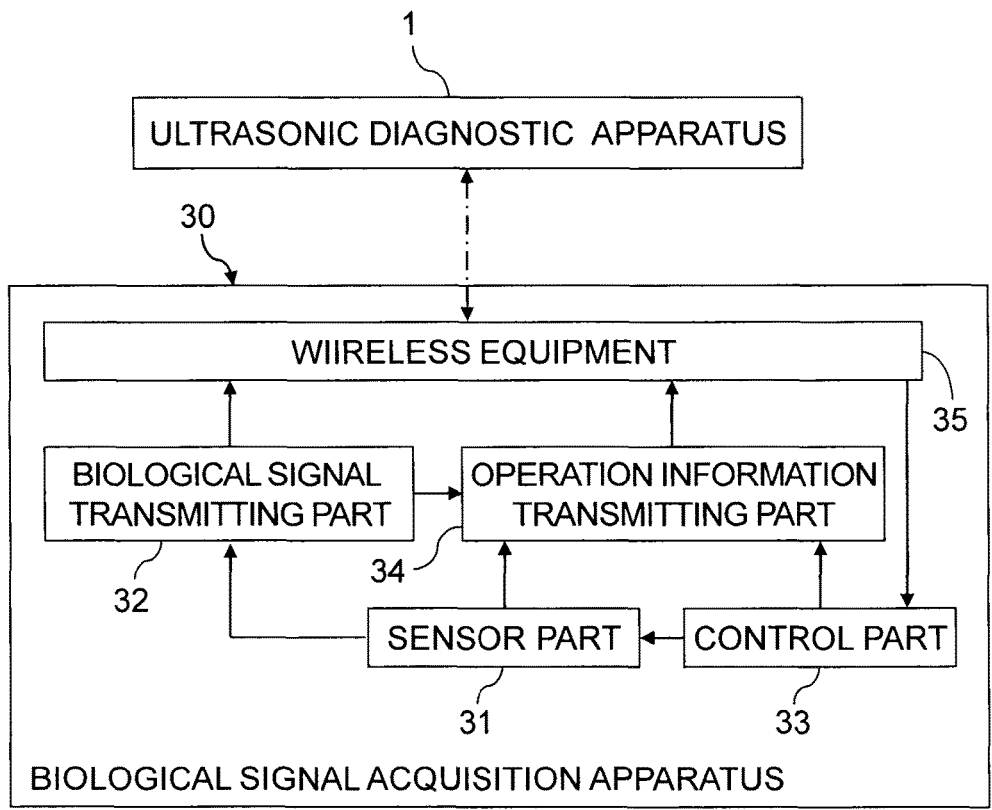 1
ULTRASONIC DIAGNOSTIC APPARATUS
30
WIIRELESS EQUIPMENT
35
BIOLOGICAL SIGNAL
TRANSMITTING PART
OPERATION INFORMATION
TRANSMITTING PART
32
34
SENSOR PART
CONTROL PART
31
33
BIOLOGICAL SIGNAL ACQUISITION APPARATUS